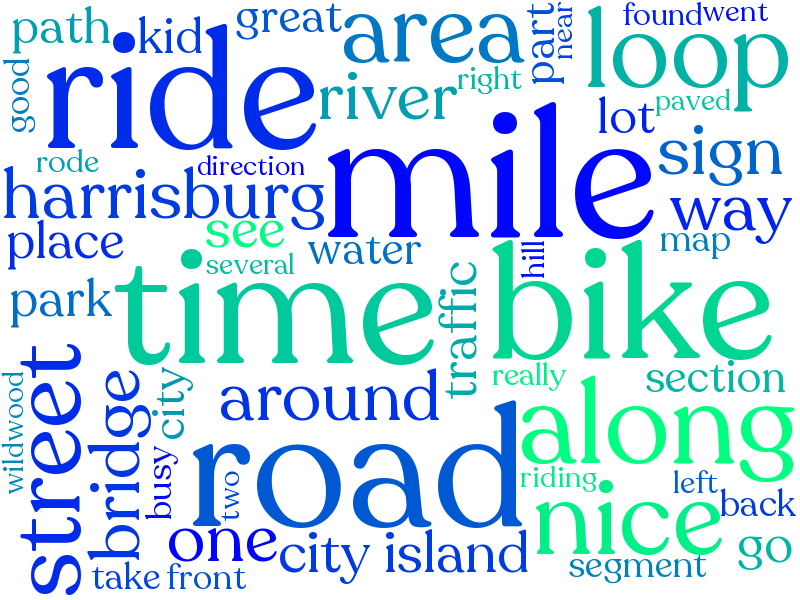 path
kid
great
area
part
near
found
went
good
ride
river
right
loop
paved
lot
sign
rode
direction
harrisburg
mile
way
place
see
water
map
several
hill
park
time
bike
traffic
really
section
wildwood
street
bridge
city
around
along
busy
two
road
riding
left
back
one
city island
nice
segment
go
take
front